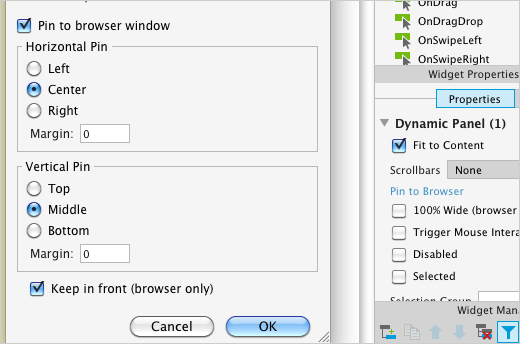 Pin to browser window
Horizontal Pin
Left
Center
Right
Margin: 0
Vertical Pin
Top
Middle
Bottom
Margin: 0
Keep in front (browser only)
Cancel
OK
OnDrag
OnDragDrop
OnSwipeLeft
OnSwipeRight
Widget Properties
Properties
Dynamic Panel (1)
Fit to Content
Scrollbars
None
Pin to Browser
100% Wide (browser
Trigger Mouse Intera
Disabled
Selected
Selection Group
Widget Man